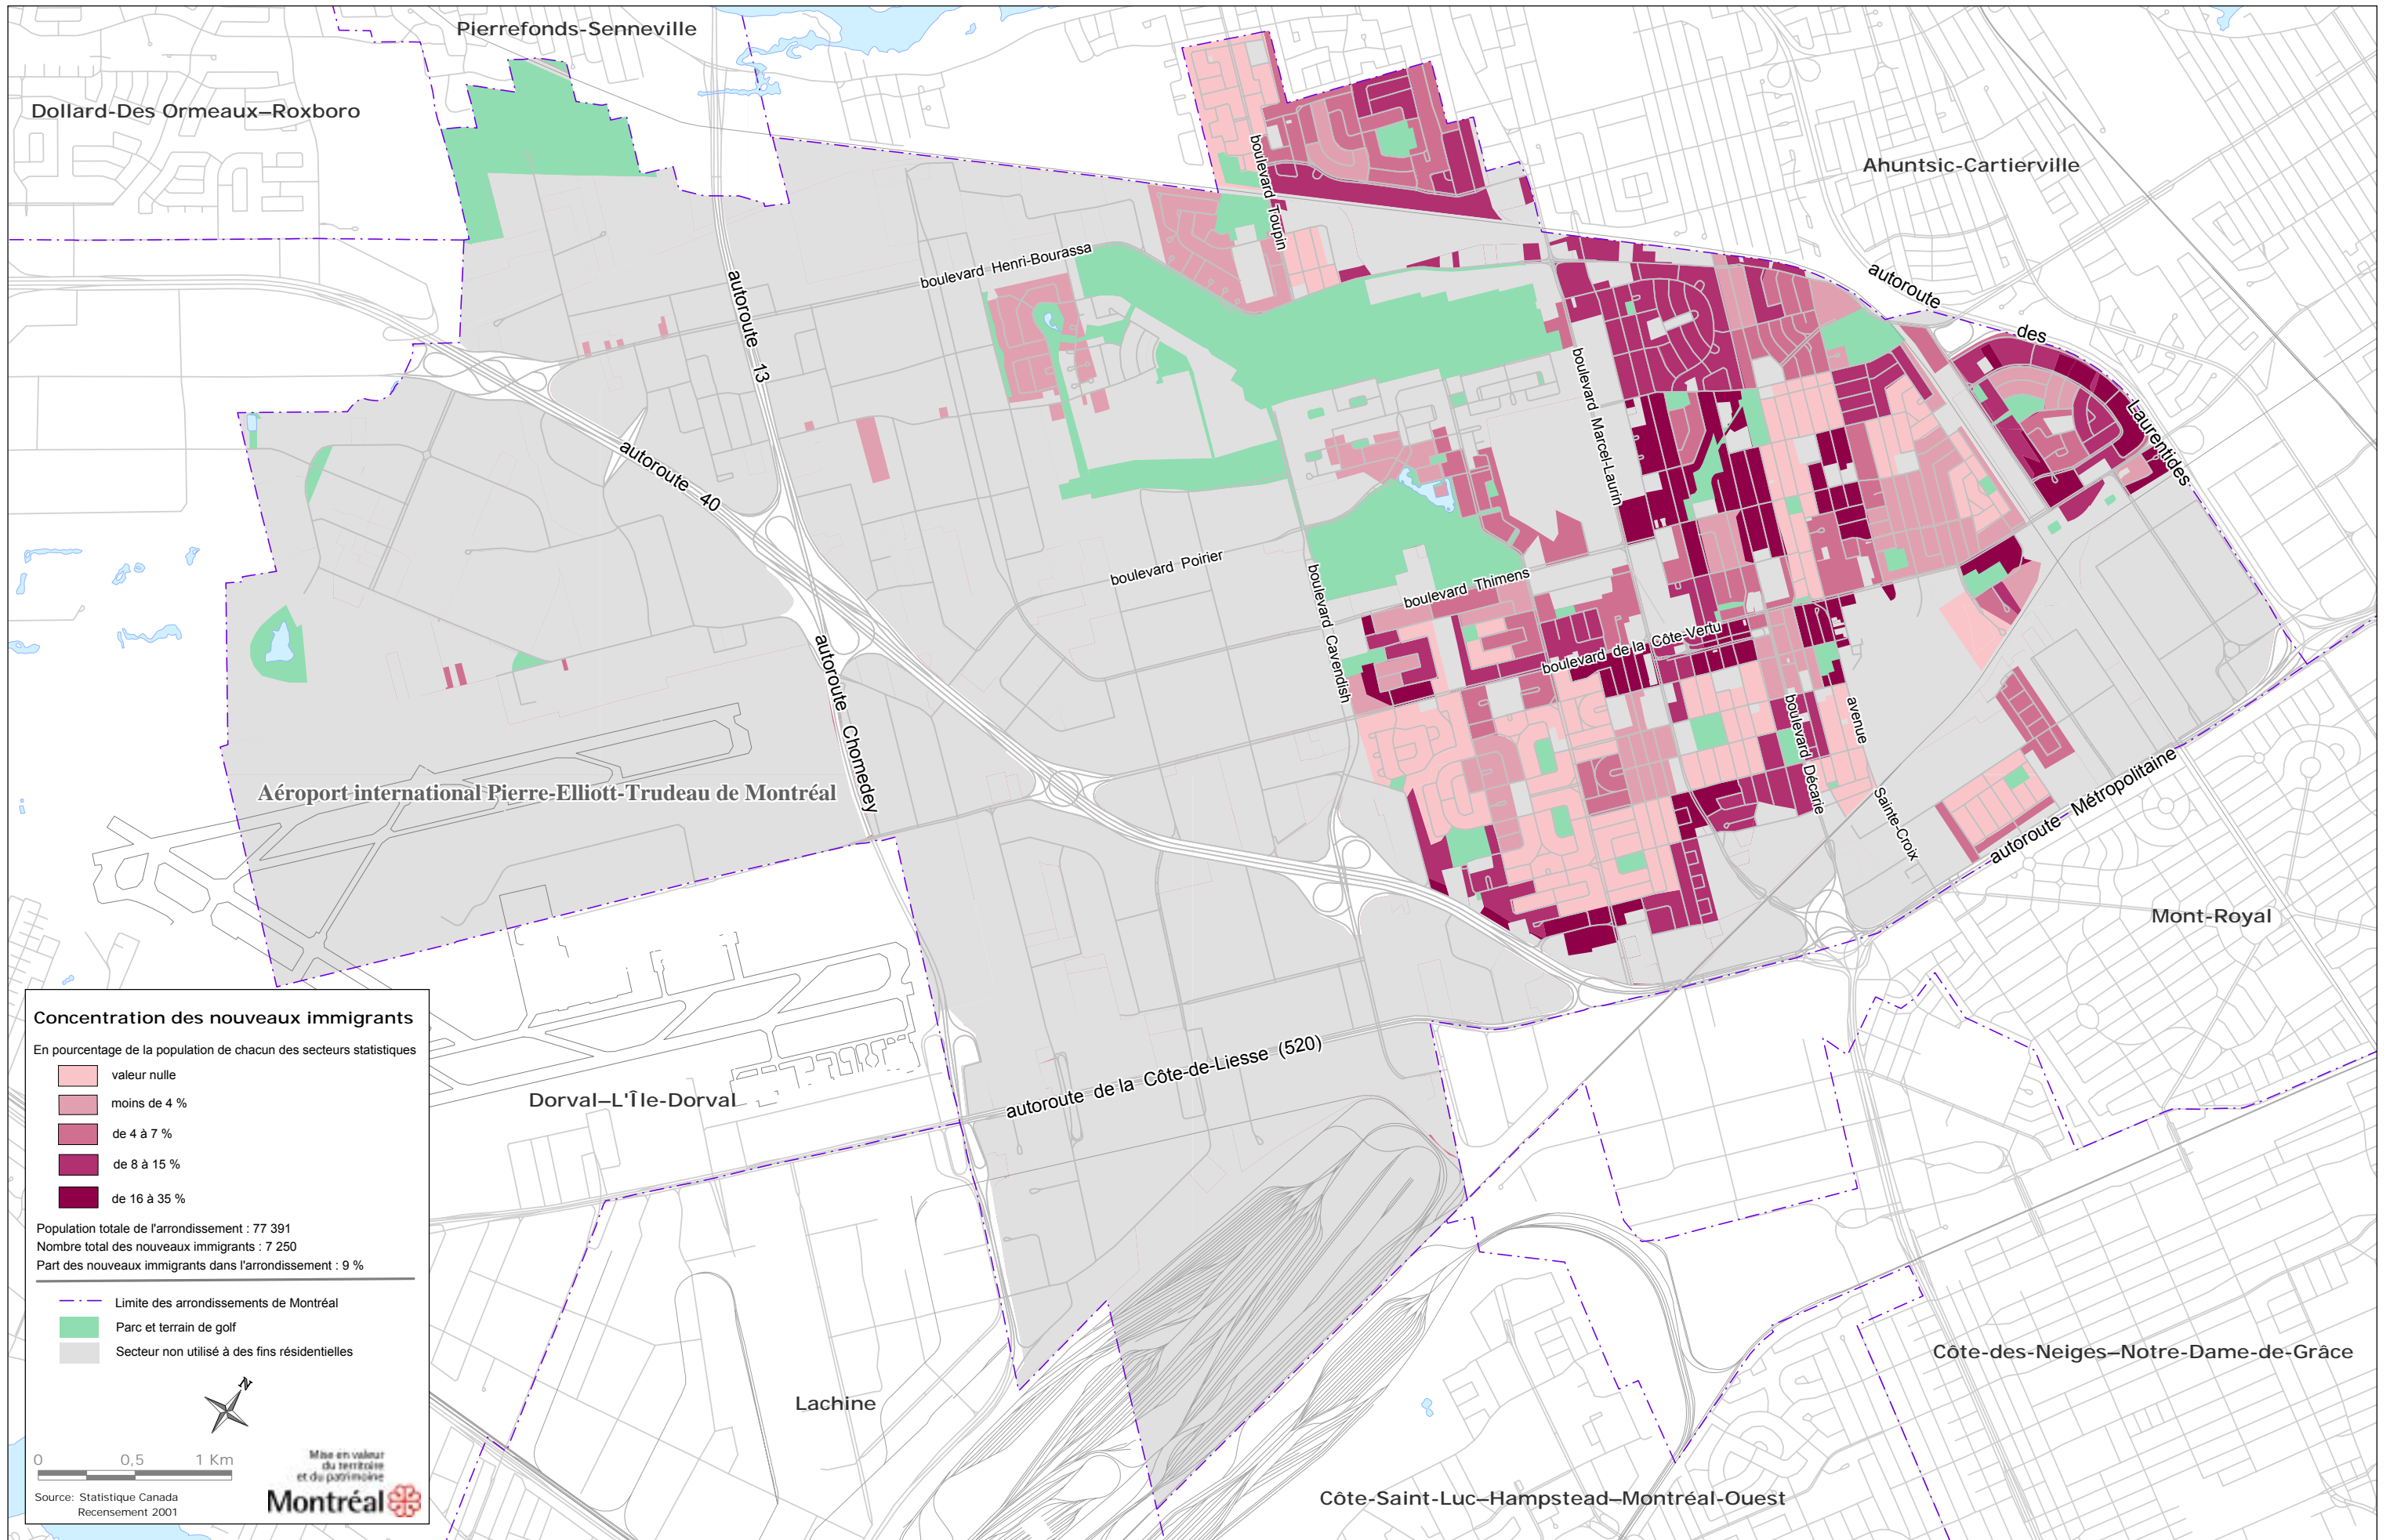 Pierrefonds-Senneville
Dollard-Des Ormeaux–Roxboro
Ahuntsic-Cartierville
boulevard Toupin
boulevard Henri-Bourassa
autoroute 13
autoroute des Laurentides
autoroute 40
boulevard Marcel-Laurin
boulevard Poirier
boulevard Thimens
boulevard Cavendish
boulevard de la Côte-Vertu
autoroute Chomedey
boulevard Décarie
avenue Sainte-Croix
Aéroport international Pierre-Elliott-Trudeau de Montréal
autoroute Métropolitaine
Mont-Royal
autoroute de la Côte-de-Liesse (520)
Dorval–L'Île-Dorval
Lachine
Côte-des-Neiges–Notre-Dame-de-Grâce
Côte-Saint-Luc–Hampstead–Montréal-Ouest
Concentration des nouveaux immigrants
En pourcentage de la population de chacun des secteurs statistiques
valeur nulle
moins de 4 %
de 4 à 7 %
de 8 à 15 %
de 16 à 35 %
Population totale de l'arrondissement : 77 391
Nombre total des nouveaux immigrants : 7 250
Part des nouveaux immigrants dans l'arrondissement : 9 %
Limite des arrondissements de Montréal
Parc et terrain de golf
Secteur non utilisé à des fins résidentielles
N
0 0,5 1 Km
Source: Statistique Canada
Recensement 2001
Mise en valeur
du territoire
et du patrimoine
Montréal